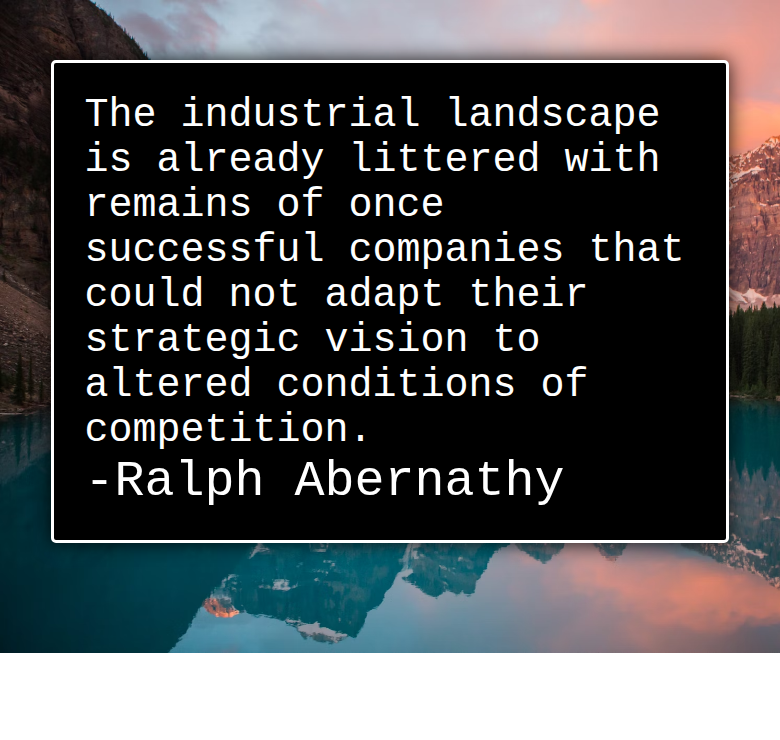 The industrial landscape
is already littered with
remains of once
successful companies that
could not adapt their
strategic vision to
altered conditions of
competition.
-Ralph Abernathy